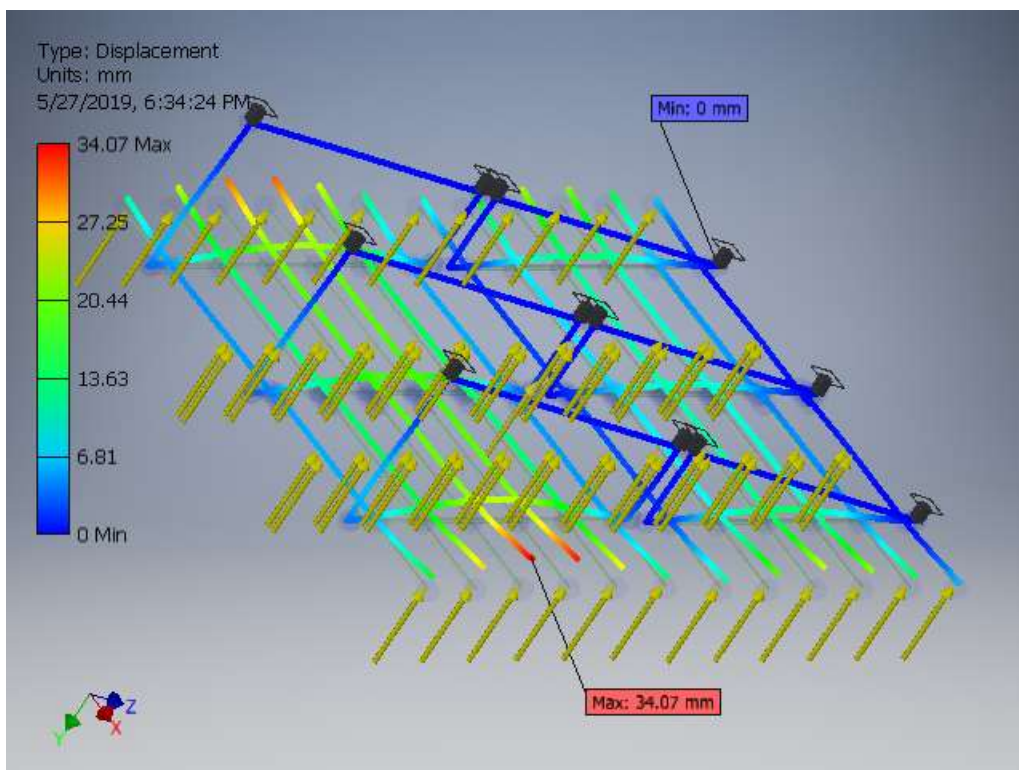 Type: Displacement
Units: mm
5/27/2019, 6:34:24 PM
Min: 0 mm
34.07 Max
27.25
20.44
13.63
6.81
0 Min
Max: 34.07 mm
Z
X
Y